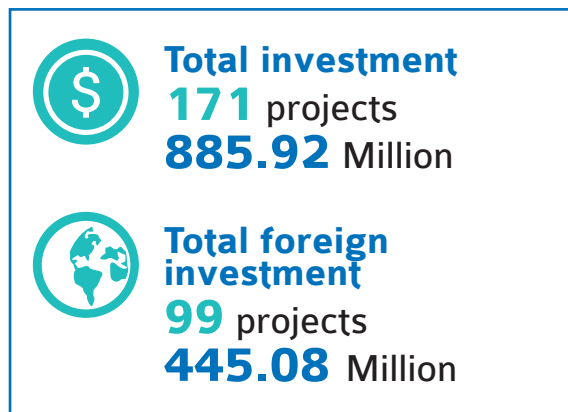 $
Total investment
171 projects
885.92 Million
Total foreign
investment
99 projects
445.08 Million